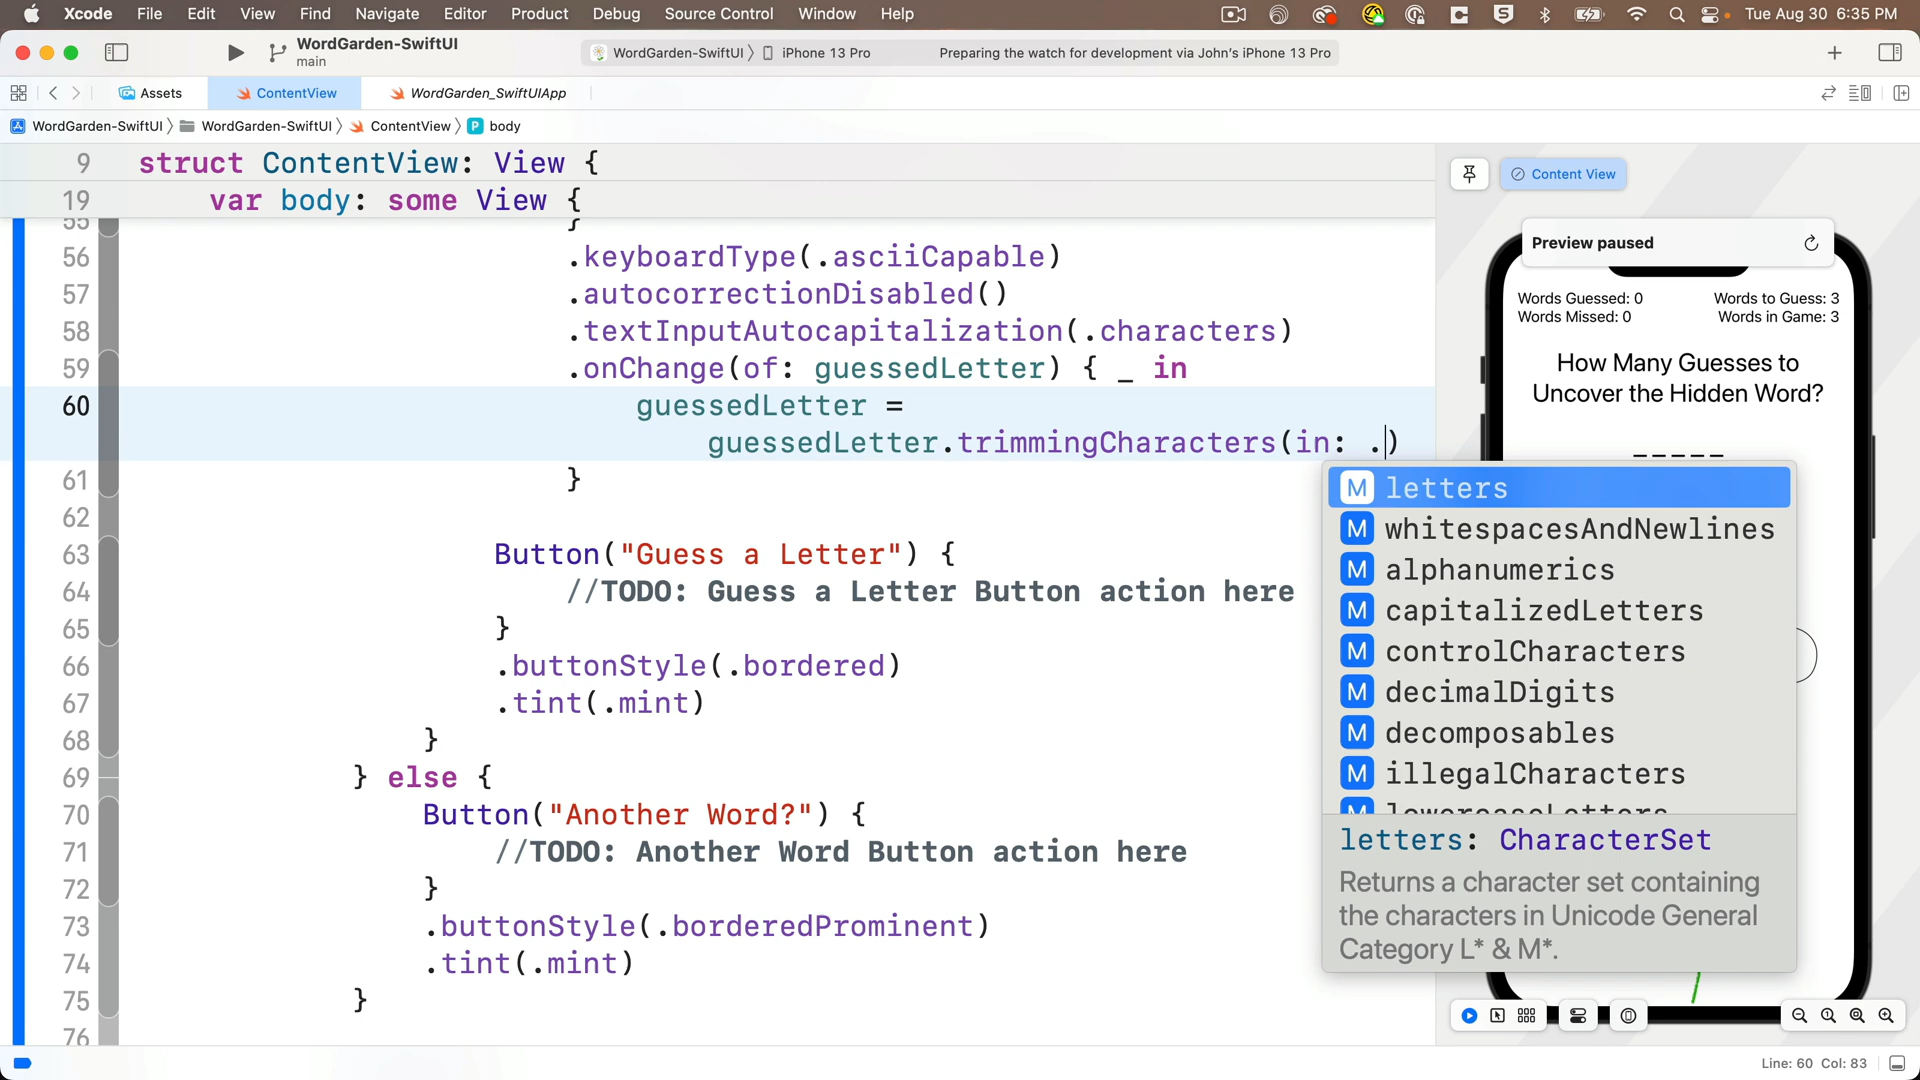 Xcode File Edit View Find Navigate Editor Product Debug Source Control Window Help Tue Aug 30 6:35 PM
WordGarden-SwiftUI
main
WordGarden-SwiftUI iPhone 13 Pro Preparing the watch for development via John's iPhone 13 Pro
Assets ContentView WordGarden_SwiftUIApp
WordGarden-SwiftUI WordGarden-SwiftUI ContentView P body
9 struct ContentView: View {
19 var body: some View {
55 }
56 .keyboardType(.asciiCapable)
57 .autocorrectionDisabled()
58 .textInputAutocapitalization(.characters)
59 .onChange(of: guessedLetter) { _ in
60 guessedLetter =
guessedLetter.trimmingCharacters(in: .)
61 }
62
63 Button("Guess a Letter") {
64 //TODO: Guess a Letter Button action here
65 }
66 .buttonStyle(.bordered)
67 .tint(.mint)
68 }
69 } else {
70 Button("Another Word?") {
71 //TODO: Another Word Button action here
72 }
73 .buttonStyle(.borderedProminent)
74 .tint(.mint)
75 }
76
M letters
M whitespacesAndNewlines
M alphanumerics
M capitalizedLetters
M controlCharacters
M decimalDigits
M decomposables
M illegalCharacters
M lowercaseLetters
letters: CharacterSet
Returns a character set containing
the characters in Unicode General
Category L* & M*.
Content View
Preview paused
Words Guessed: 0 Words to Guess: 3
Words Missed: 0 Words in Game: 3
How Many Guesses to
Uncover the Hidden Word?
_ _ _ _ _
Line: 60 Col: 83